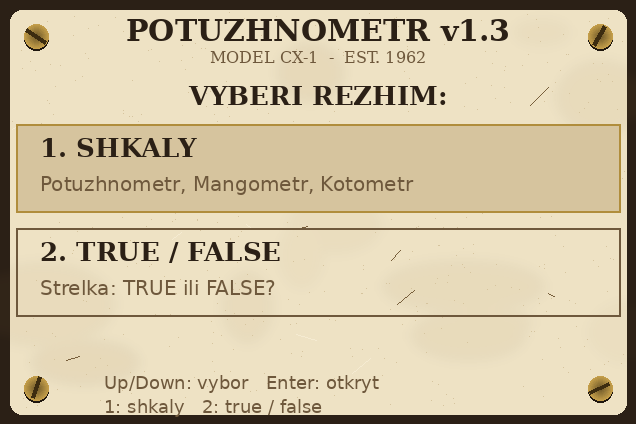 POTUZHNOMETR v1.3
MODEL CX-1 - EST. 1962
VYBERI REZHIM:
1. SHKALY
Potuzhnometr, Mangometr, Kotometr
2. TRUE / FALSE
Strelka: TRUE ili FALSE?
Up/Down: vybor Enter: otkryt
1: shkaly 2: true / false